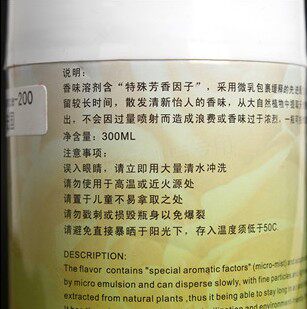 说明:
香味溶剂含“特殊芳香因子”，采用微乳包裹缓释的先进
留较长时间，散发清新怡人的香味，从大自然植物中提
出，不会因过量喷射而造成浪费或香味过于浓烈，一瓶可
净含量:300ML
注意事项:
误入眼睛，请立即用大量清水冲洗
请勿使用于高温或近火源处
请置于儿童不易拿取之处
请勿戳刺或损毁瓶身以免爆裂
请避免直接暴晒于阳光下，存入温度须低于50C.
DESCRIPTION:
The flavor contains "special aromatic factors" (micro-mist) and
by micro emulsion and can disperse slowly, with fine particles
extracted from natural plants ,thus it being able to stay long in
-200